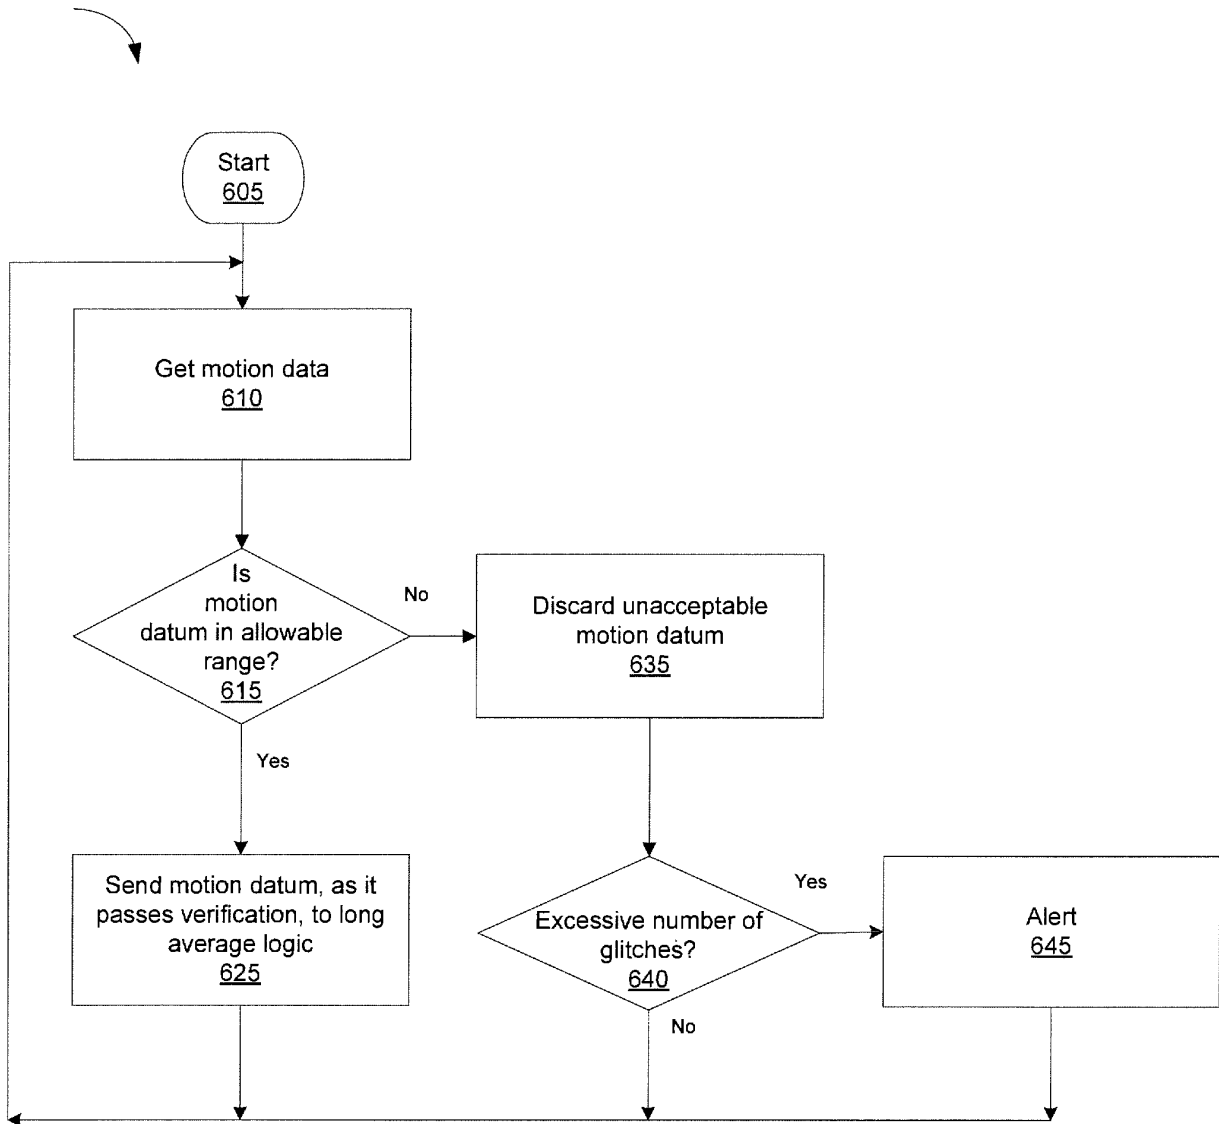 Start
605
Get motion data
610
Is
motion
datum in allowable
range?
615
No
Discard unacceptable
motion datum
635
Yes
Send motion datum, as it
passes verification, to long
average logic
625
Excessive number of
glitches?
640
Yes
Alert
645
No